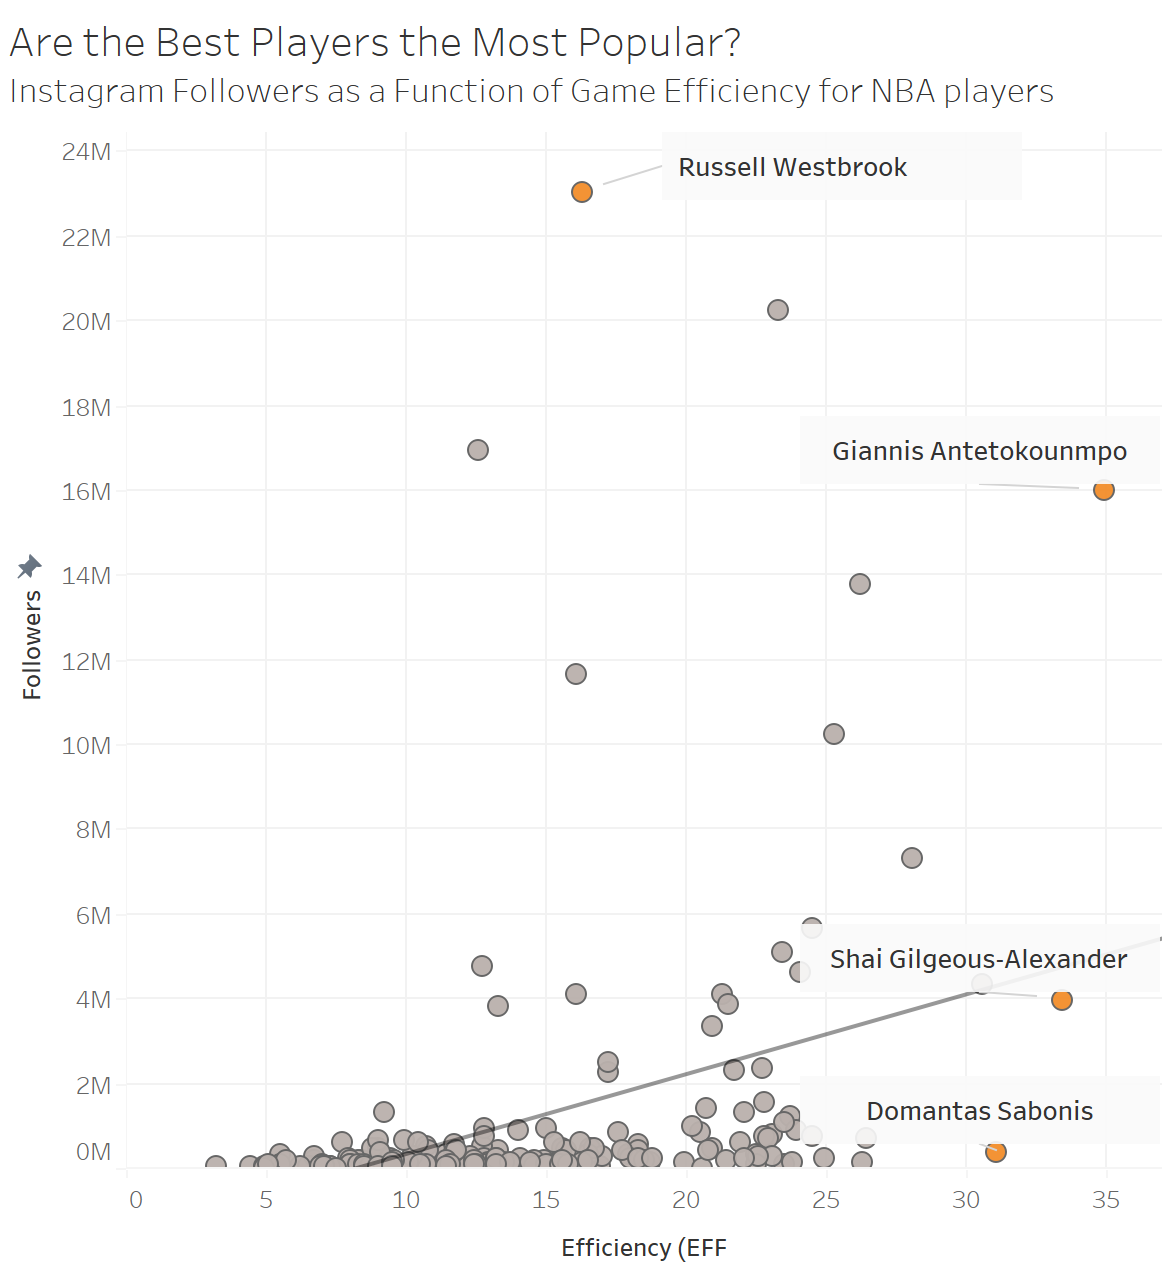 Are the Best Players the Most Popular?
Instagram Followers as a Function of Game Efficiency for NBA players
24M
Russell Westbrook
22M
20M
18M
Giannis Antetokounmpo
16M
14M
Followers
12M
10M
8M
6M
Shai Gilgeous-Alexander
4M
2M
Domantas Sabonis
0M
0 5 10 15 20 25 30 35
Efficiency (EFF